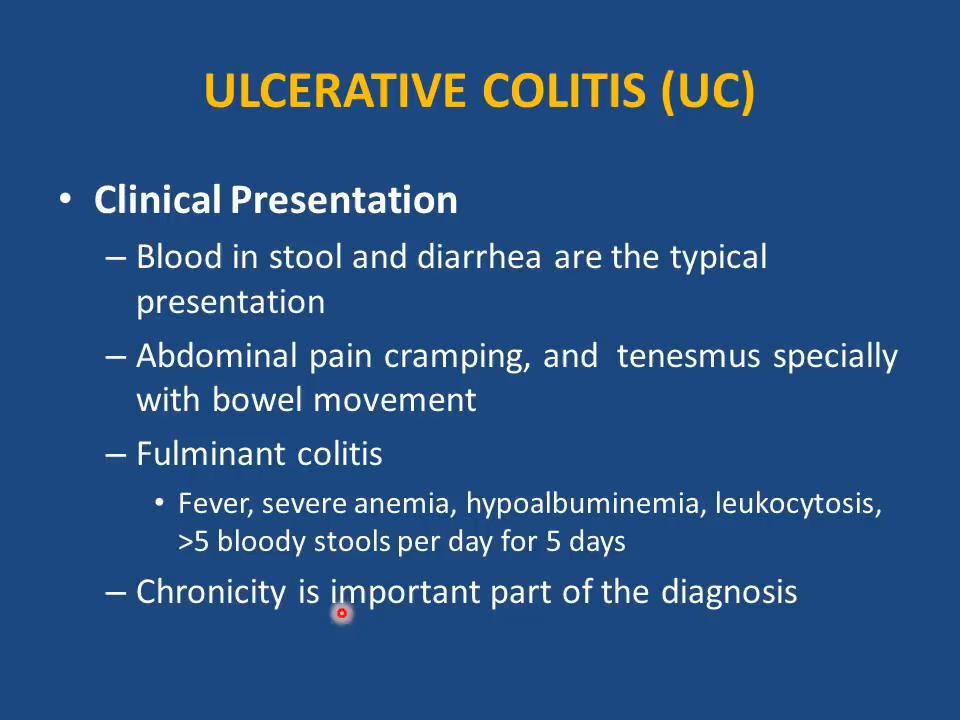 ULCERATIVE COLITIS (UC)
• Clinical Presentation
– Blood in stool and diarrhea are the typical
presentation
– Abdominal pain cramping, and tenesmus specially
with bowel movement
– Fulminant colitis
• Fever, severe anemia, hypoalbuminemia, leukocytosis,
>5 bloody stools per day for 5 days
– Chronicity is important part of the diagnosis